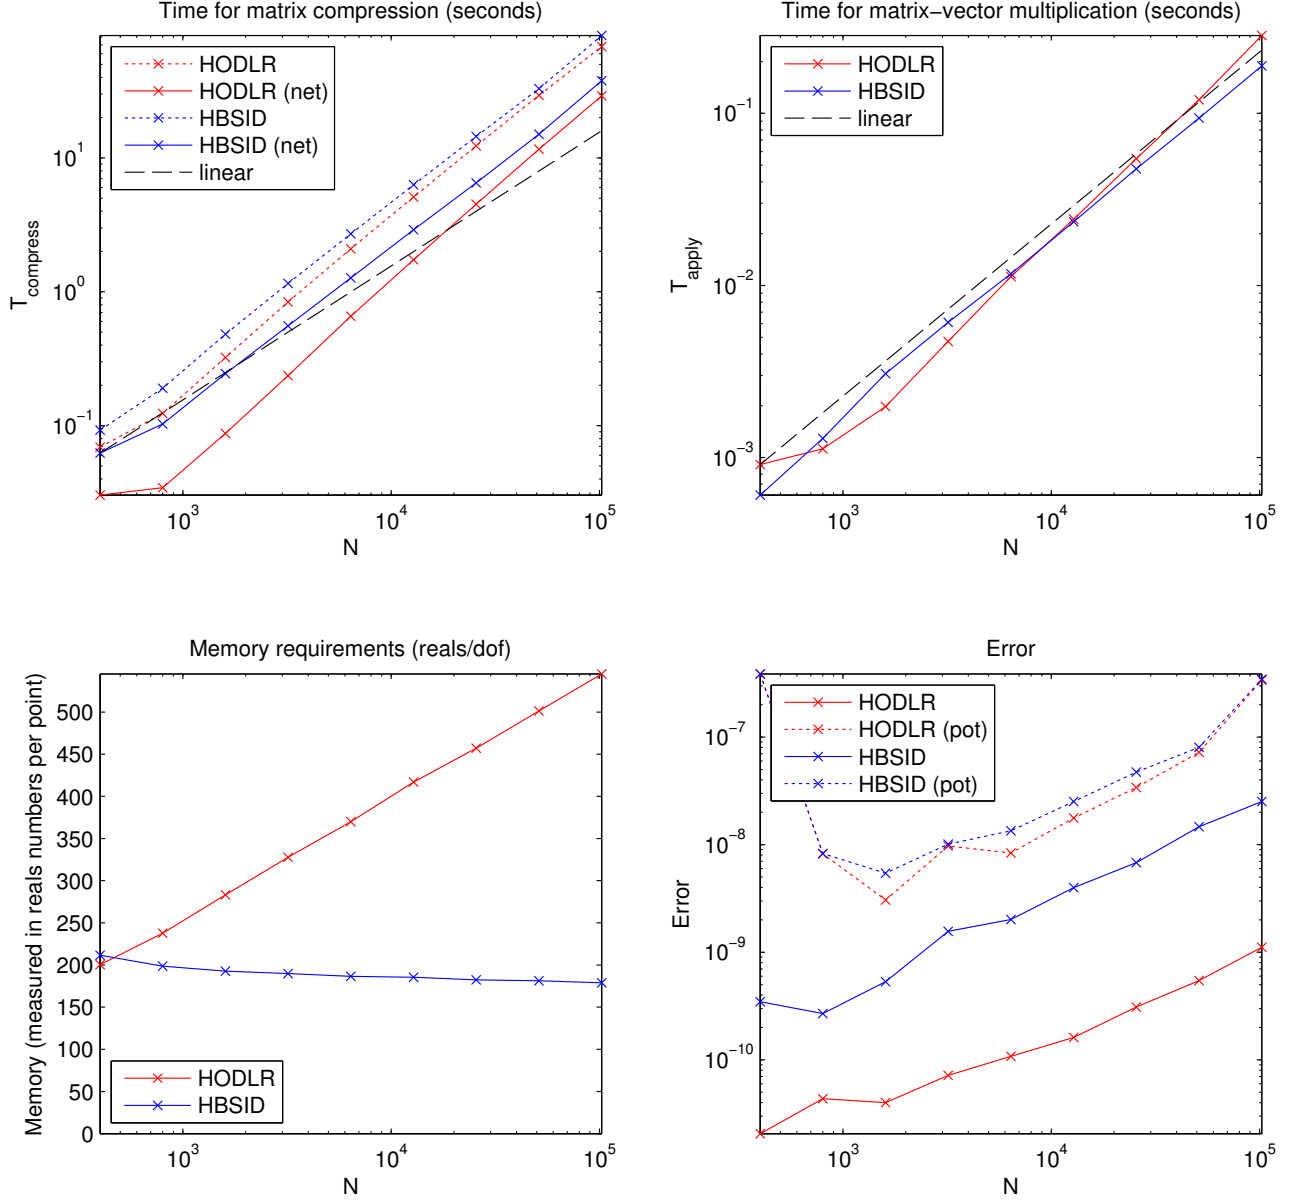 Time for matrix compression (seconds)
HODLR
HODLR (net)
HBSID
HBSID (net)
linear
T_compress
10^1
10^0
10^−1
10^3
10^4
10^5
N
Time for matrix−vector multiplication (seconds)
HODLR
HBSID
linear
T_apply
10^−1
10^−2
10^−3
10^3
10^4
10^5
N
Memory requirements (reals/dof)
Memory (measured in reals numbers per point)
500
450
400
350
300
250
200
150
100
50
0
HODLR
HBSID
10^3
10^4
10^5
N
Error
HODLR
HODLR (pot)
HBSID
HBSID (pot)
Error
10^−7
10^−8
10^−9
10^−10
10^3
10^4
10^5
N